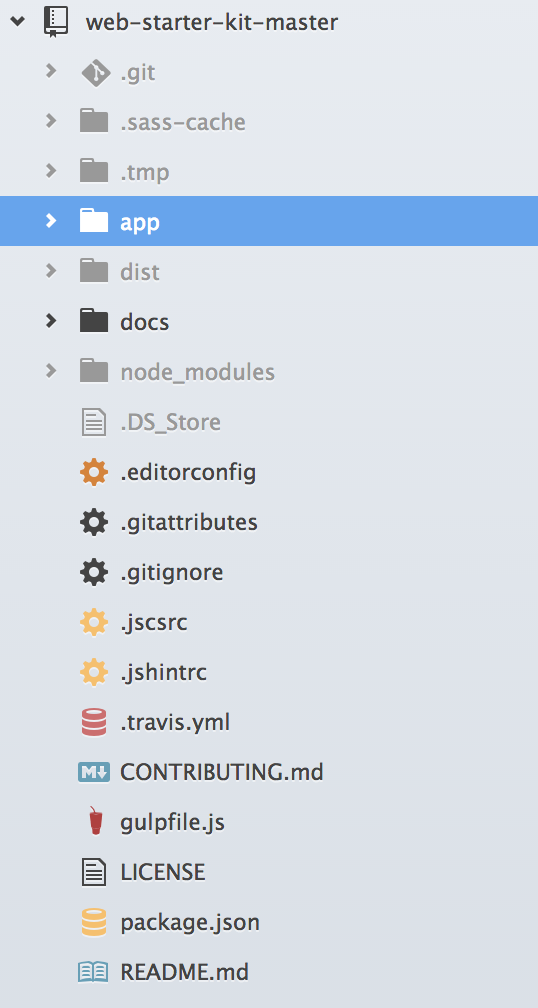 web-starter-kit-master
.git
.sass-cache
.tmp
app
dist
docs
node_modules
.DS_Store
.editorconfig
.gitattributes
.gitignore
.jscsrc
.jshintrc
.travis.yml
M↓ CONTRIBUTING.md
gulpfile.js
LICENSE
package.json
README.md